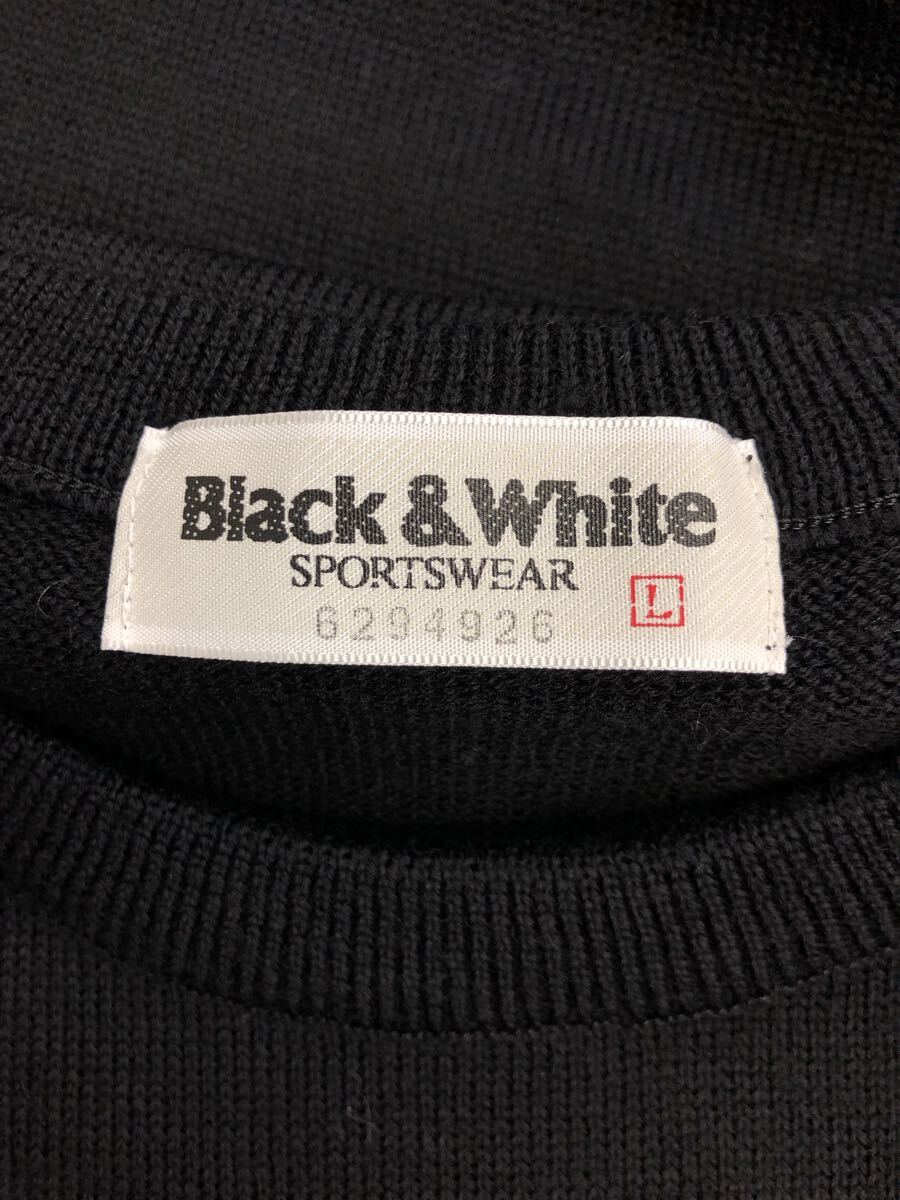 Black & White
SPORTSWEAR
6294926
L